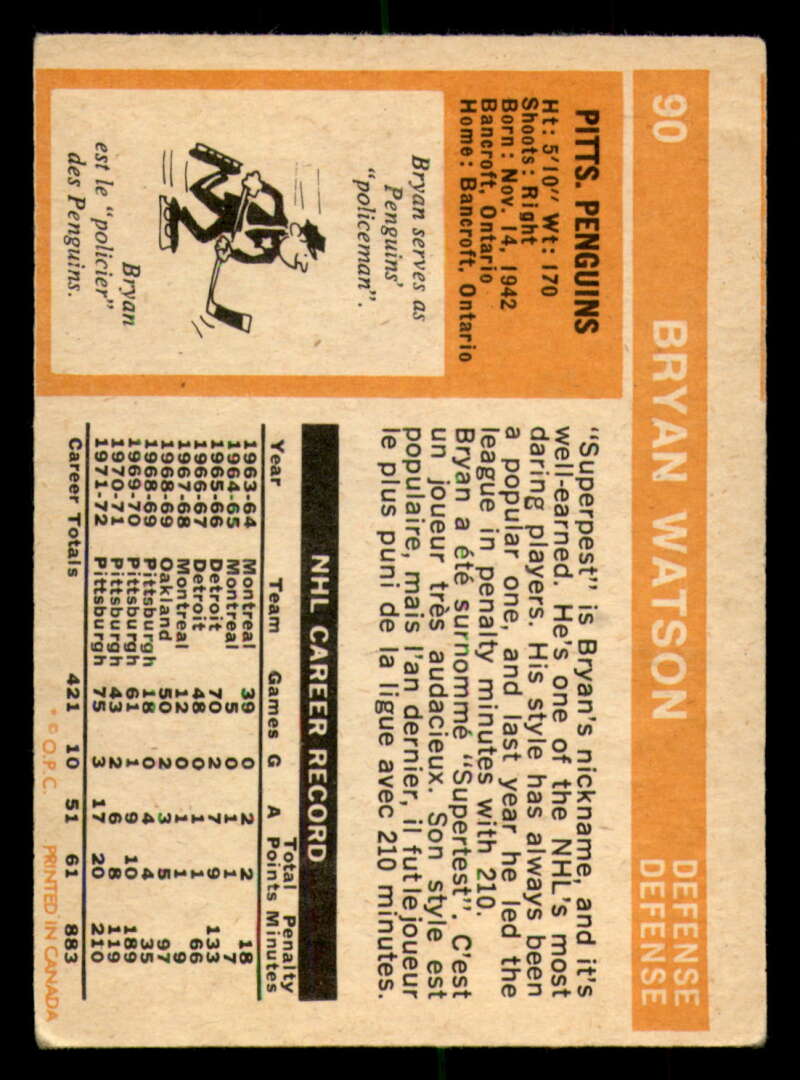 90 BRYAN WATSON DEFENSE
DEFENSE
PITTS. PENGUINS
Ht: 5'10" Wt: 170
Shoots: Right
Born: Nov. 14, 1942
Bancroft, Ontario
Home: Bancroft, Ontario
Bryan serves as
Penguins'
"policeman".
Bryan
est le "policier"
des Penguins.
"Superpest" is Bryan's nickname, and it's
well-earned. He's one of the NHL's most
daring players. His style has always been
a popular one, and last year he led the
league in penalty minutes with 210.
Bryan a été surnommé "Supertest". C'est
un joueur très audacieux. Son style est
populaire, mais l'an dernier, il fut le joueur
le plus puni de la ligue avec 210 minutes.
NHL CAREER RECORD
Total Penalty
Year Team Games G A Points Minutes
1963-64 Montreal 39 0 2 2 18
1964-65 Montreal 5 0 1 1 7
1965-66 Detroit 70 2 7 9 133
1966-67 Detroit 48 0 1 1 66
1967-68 Montreal 12 0 1 1 9
1968-69 Oakland 50 2 3 5 97
1968-69 Pittsburgh 18 0 4 4 35
1969-70 Pittsburgh 61 1 9 10 189
1970-71 Pittsburgh 43 2 6 8 119
1971-72 Pittsburgh 75 3 17 20 210
Career Totals 421 10 51 61 883
* © O.P.C. PRINTED IN CANADA